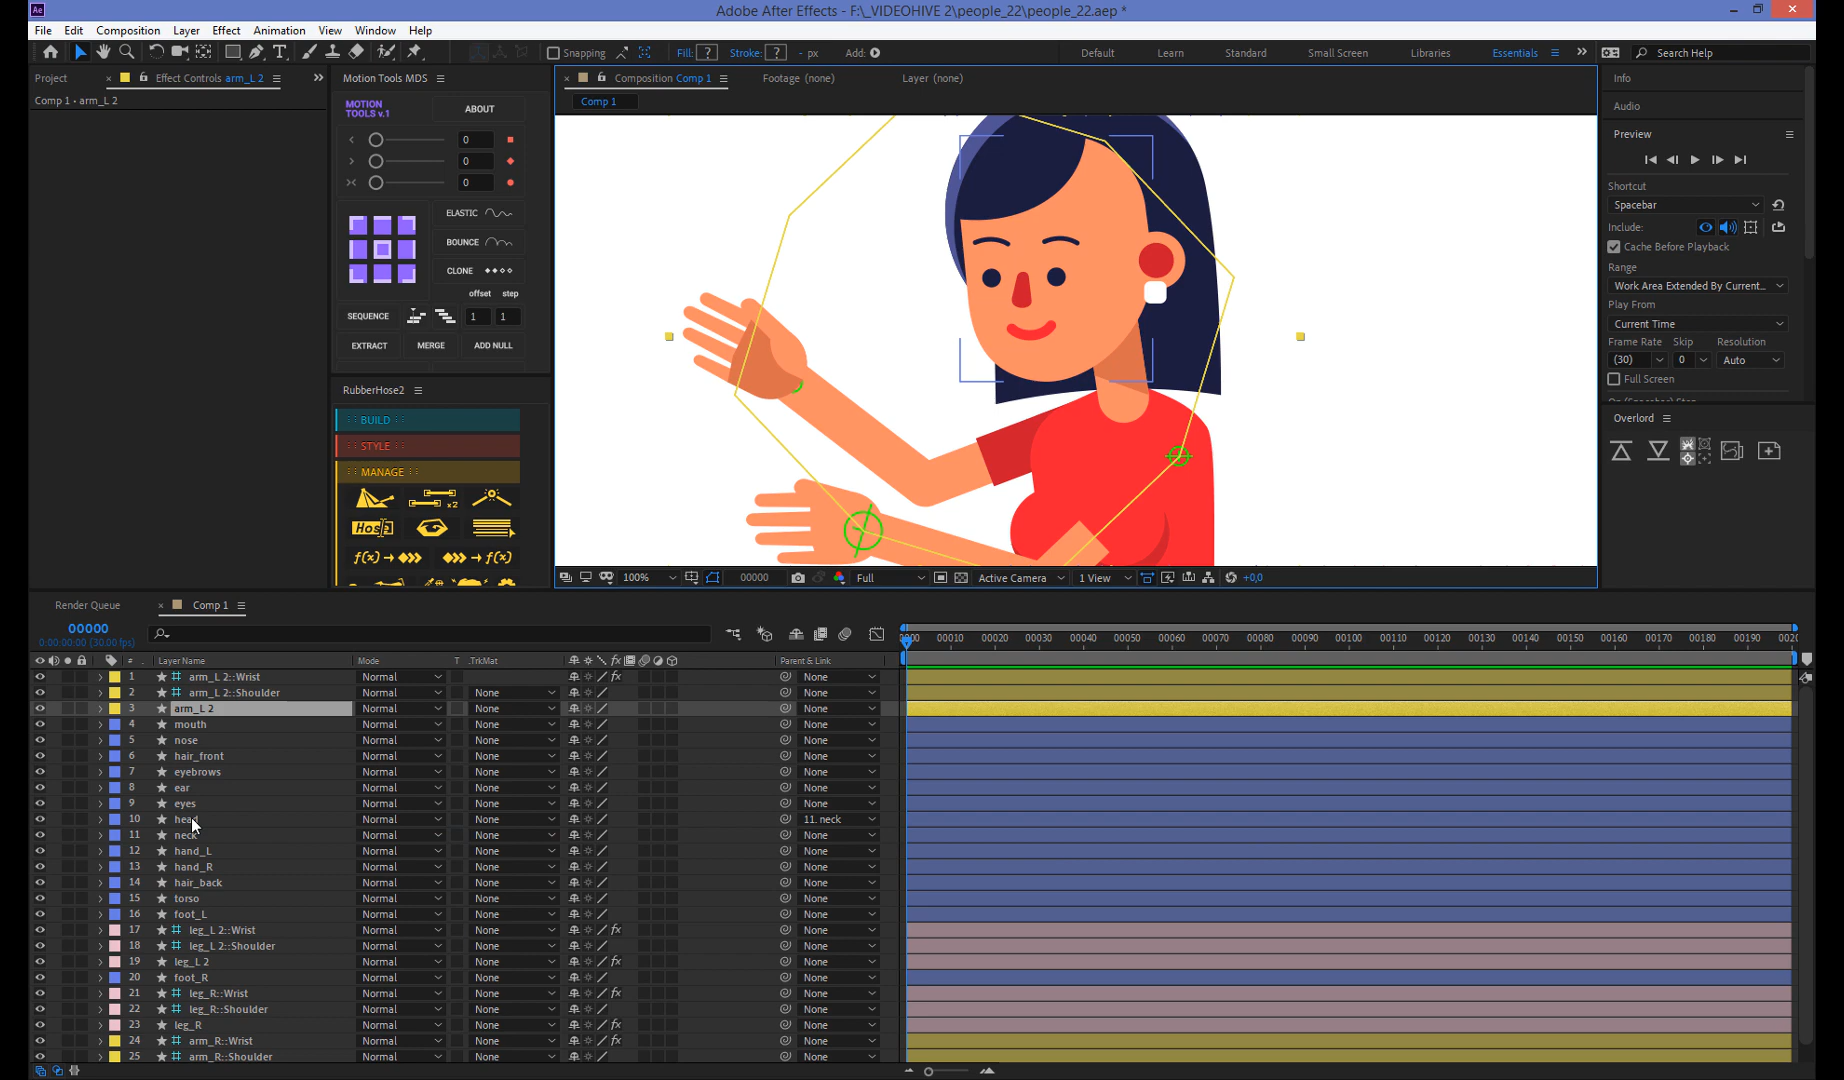 Adobe After Effects - F:\_VIDEOHIVE 2\people_22\people_22.aep *
File Edit Composition Layer Effect Animation View Window Help
Snapping Fill: ? Stroke: ? - px Add:
Default Learn Standard Small Screen Libraries Essentials Search Help
Project Effect Controls arm_L 2
Comp 1 • arm_L 2
Motion Tools MDS
MOTION TOOLS v.1 ABOUT
0
0
0
ELASTIC
BOUNCE
CLONE
offset step
SEQUENCE 1 1
EXTRACT MERGE ADD NULL
RubberHose2
:: BUILD ::
:: STYLE ::
:: MANAGE ::
x2
Hose
f(x)
f(x)
Composition Comp 1 Footage (none) Layer (none)
Comp 1
100% 00000 Full Active Camera 1 View +0,0
Info
Audio
Preview
Shortcut
Spacebar
Include:
Cache Before Playback
Range
Work Area Extended By Current...
Play From
Current Time
Frame Rate Skip Resolution
(30) 0 Auto
Full Screen
On (Spacebar) Stop
Overlord
Render Queue Comp 1
00000
0:00:00:00 (30.00 fps)
00010 00020 00030 00040 00050 00060 00070 00080 00090 00100 00110 00120 00130 00140 00150 00160 00170 00180 00190
# Layer Name Mode T .TrkMat fx Parent & Link
1 arm_L 2::Wrist Normal fx None
2 arm_L 2::Shoulder Normal None None
3 arm_L 2 Normal None None
4 mouth Normal None None
5 nose Normal None None
6 hair_front Normal None None
7 eyebrows Normal None None
8 ear Normal None None
9 eyes Normal None None
10 head Normal None 11. neck
11 neck Normal None None
12 hand_L Normal None None
13 hand_R Normal None None
14 hair_back Normal None None
15 torso Normal None None
16 foot_L Normal None None
17 leg_L 2::Wrist Normal None fx None
18 leg_L 2::Shoulder Normal None None
19 leg_L 2 Normal None fx None
20 foot_R Normal None None
21 leg_R::Wrist Normal None fx None
22 leg_R::Shoulder Normal None None
23 leg_R Normal None fx None
24 arm_R::Wrist Normal None fx None
25 arm_R::Shoulder Normal None None